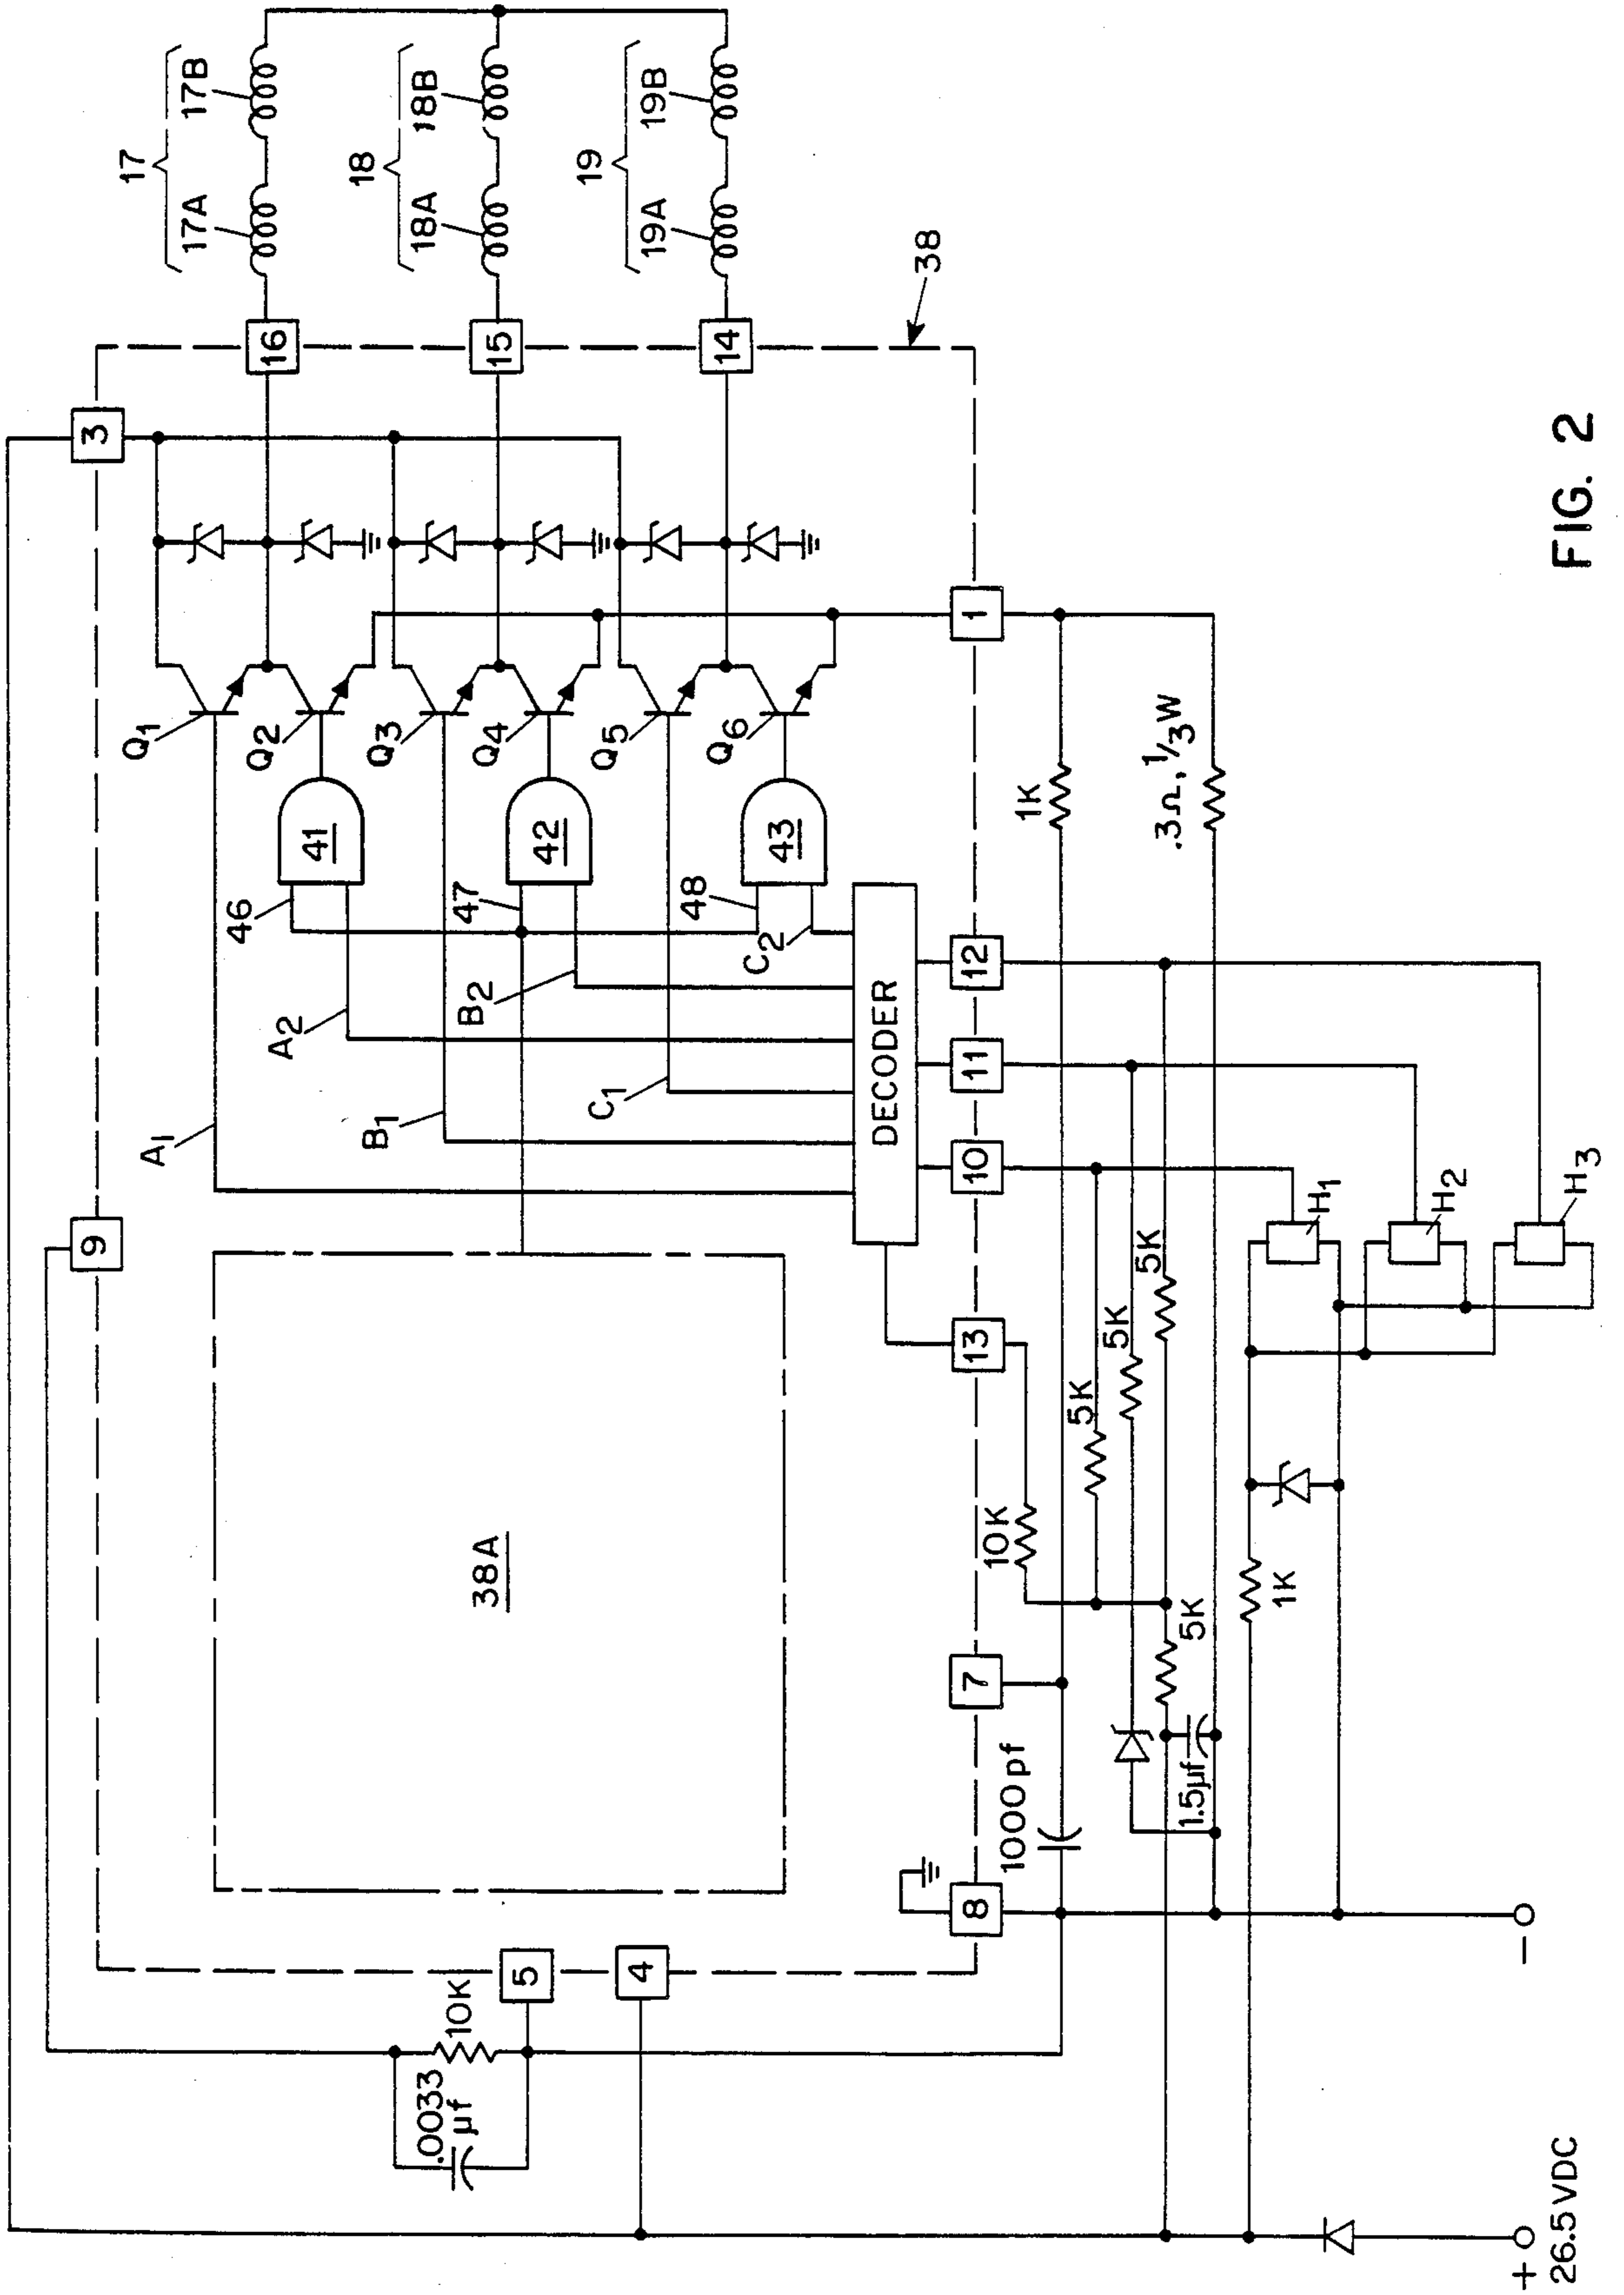 17
17A
17B
18
18A
18B
19
19A
19B
3
16
15
14
38
Q1
Q2
Q3
Q4
Q5
Q6
1
41
42
43
46
47
48
1K
.3Ω, 1/3W
A1
A2
B1
B2
C1
C2
DECODER
9
10
11
12
13
38A
5K
5K
5K
10K
H1
H2
H3
7
5K
1K
1000pf
1.5µf
8
5
4
10K
.0033
µf
−
+
26.5VDC
FIG. 2